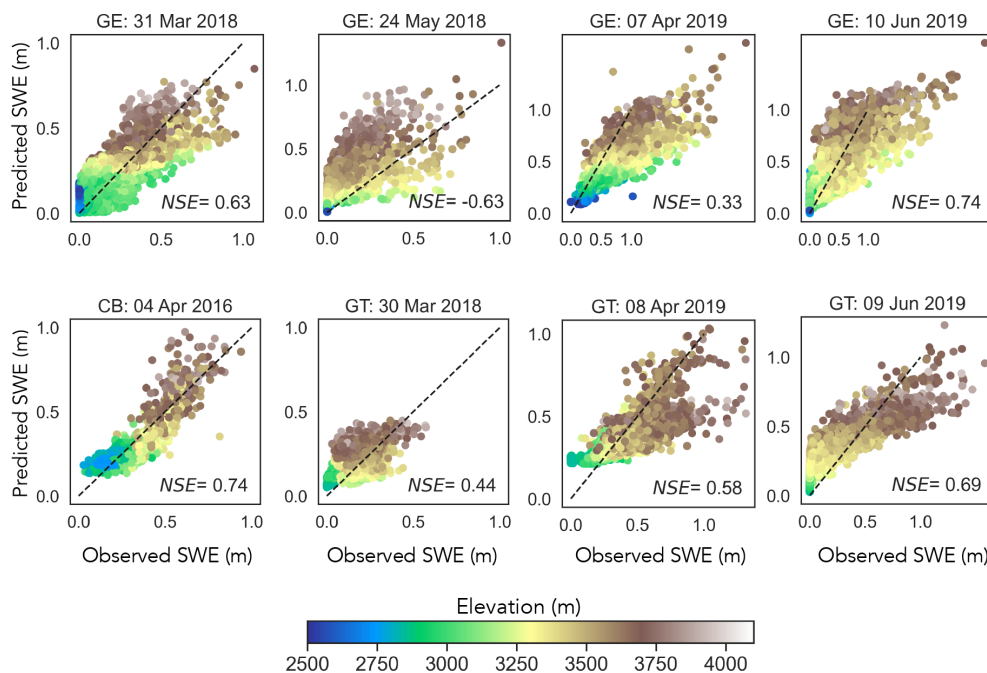 GE: 31 Mar 2018 GE: 24 May 2018 GE: 07 Apr 2019 GE: 10 Jun 2019
Predicted SWE (m)
1.0 0.5 0.0
NSE= 0.63
0.0 0.5 1.0
1.0 0.5 0.0
NSE= -0.63
0.0 0.5 1.0
1.0 0.5 0.0
NSE= 0.33
0.0 0.5 1.0
1.0 0.5 0.0
NSE= 0.74
0.0 0.5 1.0
CB: 04 Apr 2016 GT: 30 Mar 2018 GT: 08 Apr 2019 GT: 09 Jun 2019
Predicted SWE (m)
1.0 0.5 0.0
NSE= 0.74
0.0 0.5 1.0
1.0 0.5 0.0
NSE= 0.44
0.0 0.5 1.0
1.0 0.5 0.0
NSE= 0.58
0.0 0.5 1.0
1.0 0.5 0.0
NSE= 0.69
0.0 0.5 1.0 1.5
Observed SWE (m) Observed SWE (m) Observed SWE (m) Observed SWE (m)
Elevation (m)
2500 2750 3000 3250 3500 3750 4000